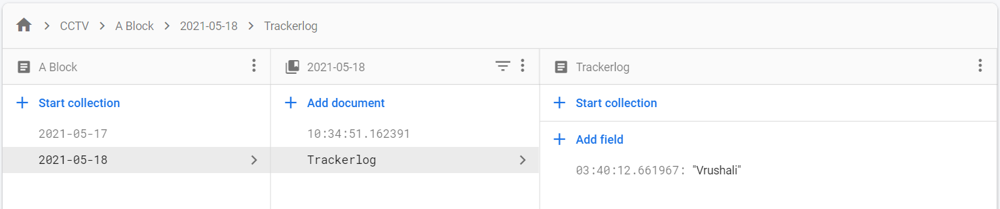 CCTV A Block 2021-05-18 Trackerlog
A Block
2021-05-18
Trackerlog
Start collection
Add document
Start collection
2021-05-17
2021-05-18
10:34:51.162391
Trackerlog
Add field
03:40:12.661967: "Vrushali"